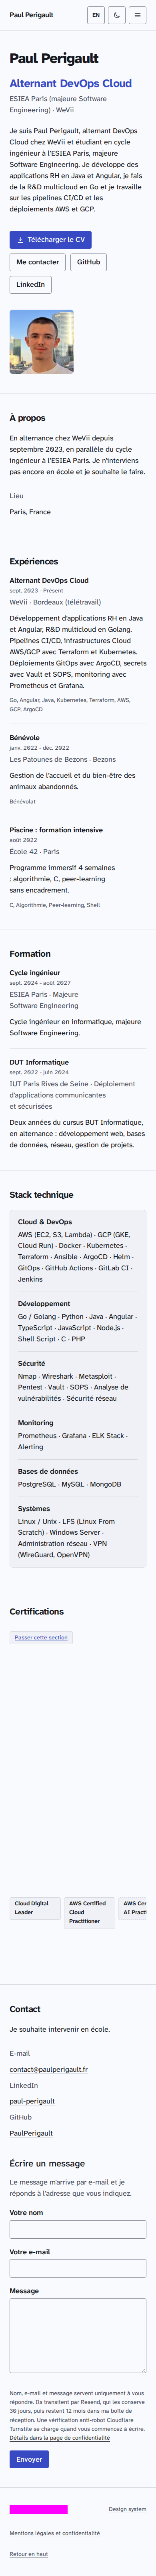 Paul Perigault
EN
Paul Perigault
Alternant DevOps Cloud
ESIEA Paris (majeure Software
Engineering) · WeVii
Je suis Paul Perigault, alternant DevOps
Cloud chez WeVii et étudiant en cycle
ingénieur à l'ESIEA Paris, majeure
Software Engineering. Je développe des
applications RH en Java et Angular, je fais
de la R&D multicloud en Go et je travaille
sur les pipelines CI/CD et les
déploiements AWS et GCP.
Télécharger le CV
Me contacter
GitHub
LinkedIn
À propos
En alternance chez WeVii depuis
septembre 2023, en parallèle du cycle
ingénieur à l'ESIEA Paris. Je n'interviens
pas encore en école et je souhaite le faire.
Lieu
Paris, France
Expériences
Alternant DevOps Cloud
sept. 2023 - Présent
WeVii · Bordeaux (télétravail)
Développement d'applications RH en Java
et Angular, R&D multicloud en Golang.
Pipelines CI/CD, infrastructures Cloud
AWS/GCP avec Terraform et Kubernetes.
Déploiements GitOps avec ArgoCD, secrets
avec Vault et SOPS, monitoring avec
Prometheus et Grafana.
Go, Angular, Java, Kubernetes, Terraform, AWS,
GCP, ArgoCD
Bénévole
janv. 2022 - déc. 2022
Les Patounes de Bezons · Bezons
Gestion de l'accueil et du bien-être des
animaux abandonnés.
Bénévolat
Piscine : formation intensive
août 2022
Ecole 42 · Paris
Programme immersif 4 semaines
: algorithmie, C, peer-learning
sans encadrement.
C, Algorithmie, Peer-learning, Shell
Formation
Cycle ingénieur
sept. 2024 - août 2027
ESIEA Paris · Majeure
Software Engineering
Cycle ingénieur en informatique, majeure
Software Engineering.
DUT Informatique
sept. 2022 - juin 2024
IUT Paris Rives de Seine · Déploiement
d'applications communicantes
et sécurisées
Deux années du cursus BUT Informatique,
en alternance : développement web, bases
de données, réseau, gestion de projets.
Stack technique
Cloud & DevOps
AWS (EC2, S3, Lambda) · GCP (GKE,
Cloud Run) · Docker · Kubernetes ·
Terraform · Ansible · ArgoCD · Helm ·
GitOps · GitHub Actions · GitLab CI ·
Jenkins
Développement
Go / Golang · Python · Java · Angular ·
TypeScript · JavaScript · Node.js ·
Shell Script · C · PHP
Sécurité
Nmap · Wireshark · Metasploit ·
Pentest · Vault · SOPS · Analyse de
vulnérabilités · Sécurité réseau
Monitoring
Prometheus · Grafana · ELK Stack ·
Alerting
Bases de données
PostgreSQL · MySQL · MongoDB
Systèmes
Linux / Unix · LFS (Linux From
Scratch) · Windows Server ·
Administration réseau · VPN
(WireGuard, OpenVPN)
Certifications
Passer cette section
Cloud Digital
Leader
AWS Certified
Cloud
Practitioner
AWS Cer
AI Practi
Contact
Je souhaite intervenir en école.
E-mail
contact@paulperigault.fr
LinkedIn
paul-perigault
GitHub
PaulPerigault
Écrire un message
Le message m'arrive par e-mail et je
réponds à l'adresse que vous indiquez.
Votre nom
Votre e-mail
Message
Nom, e-mail et message servent uniquement à vous
répondre. Ils transitent par Resend, qui les conserve
30 jours, puis restent 12 mois dans ma boîte de
réception. Une vérification anti-robot Cloudflare
Turnstile se charge quand vous commencez à écrire.
Détails dans la page de confidentialité
Envoyer
Design system
Mentions légales et confidentialité
Retour en haut